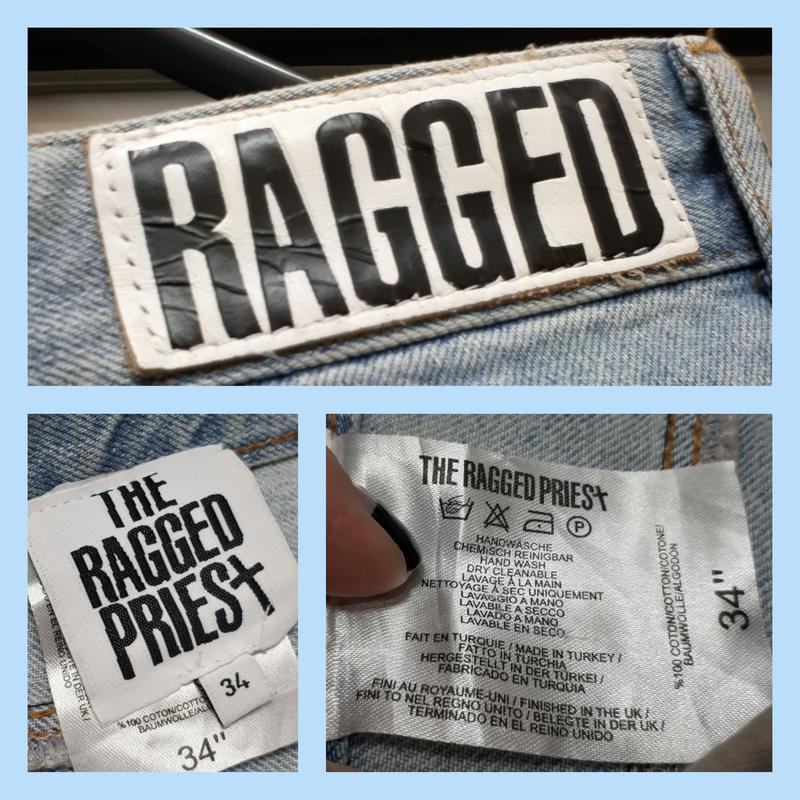 RAGGED
THE
RAGGED
PRIEST
34
%100 COTON/COT
BAUMWOLLE/AL
34"
THE RAGGED PRIEST
P
HANDWÄSCHE
CHEMISCH REINIGBAR
HAND WASH
DRY CLEANABLE
LAVAGE À LA MAIN
NETTOYAGE À SEC UNIQUEMENT
LAVAGGIO A MANO
LAVABILE A SECCO
LAVADO A MANO
LAVABLE EN SECO
FAIT EN TURQUIE / MADE IN TURKEY /
FATTO IN TURCHIA
HERGESTELLT IN DER TÜRKEI /
FABRICADO EN TURQUIA
FINI AU ROYAUME-UNI / FINISHED IN THE UK /
FINI TO NEL REGNO UNITO / BELEGTE IN DER UK /
TERMINADO EN EL REINO UNIDO
%100 COTON/COTTON/COTONE/
BAUMWOLLE/ALGODON
34"